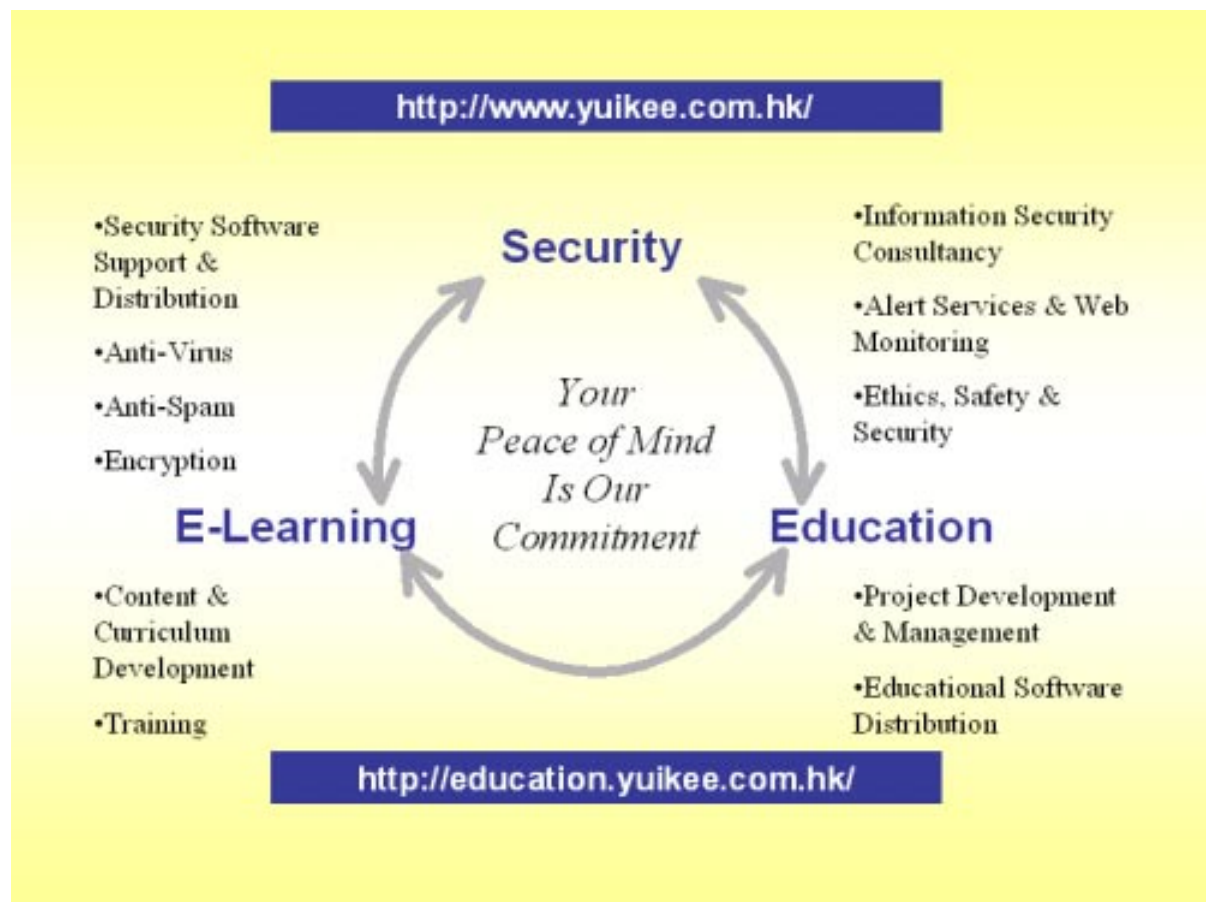 http://www.yuikee.com.hk/
•Security Software
Support &
Distribution
•Anti-Virus
•Anti-Spam
•Encryption
Security
•Information Security
Consultancy
•Alert Services & Web
Monitoring
•Ethics, Safety &
Security
Your
Peace of Mind
Is Our
Commitment
E-Learning
Education
•Content &
Curriculum
Development
•Training
•Project Development
& Management
•Educational Software
Distribution
http://education.yuikee.com.hk/